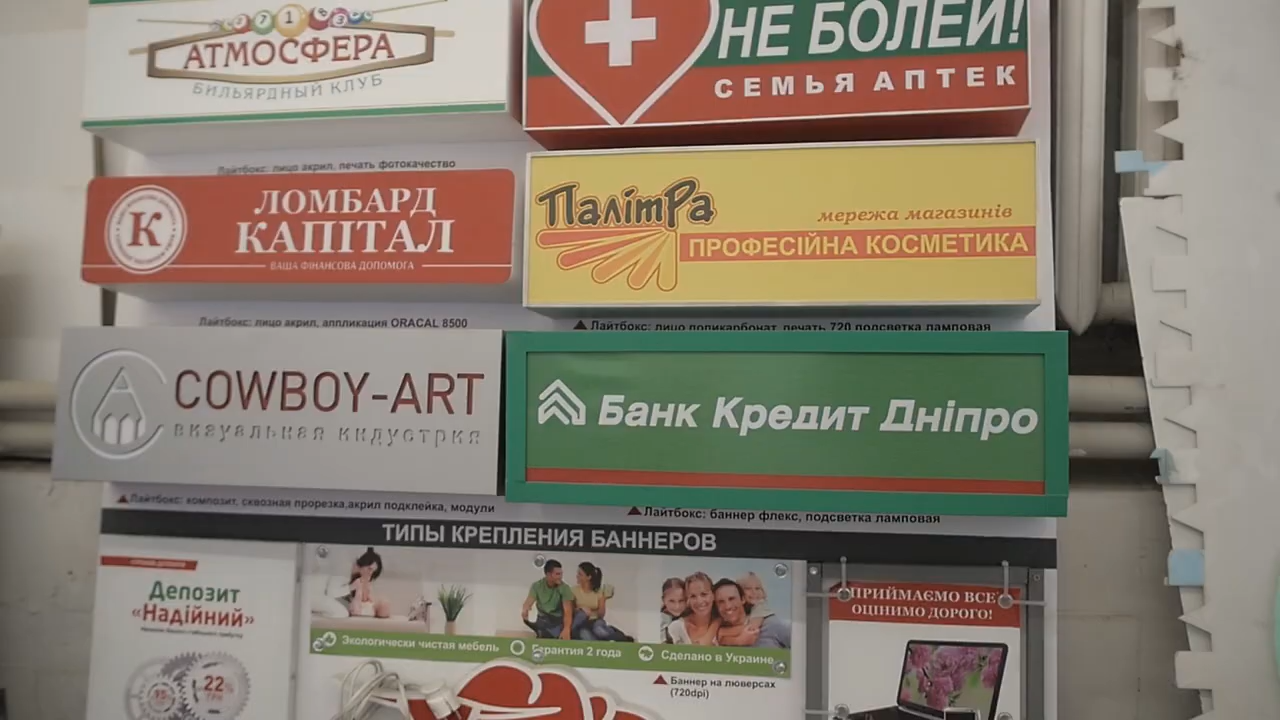 7 1 3
АТМОСФЕРА
БИЛЬЯРДНЫЙ КЛУБ
НЕ БОЛЕЙ!
СЕМЬЯ АПТЕК
Лайтбокс: лицо акрил, печать фотокачество
К
ЛОМБАРД
КАПІТАЛ
ВАША ФІНАНСОВА ДОПОМОГА
ПалітРа
мережа магазинів
ПРОФЕСІЙНА КОСМЕТИКА
Лайтбокс: лицо акрил, аппликация ORACAL 8500
Лайтбокс: лицо поликарбонат, печать 720 подсветка ламповая
COWBOY-ART
визуальная индустрия
Банк Кредит Дніпро
Лайтбокс: композит, сквозная прорезка,акрил подклейка, модули
Лайтбокс: баннер флекс, подсветка ламповая
ТИПЫ КРЕПЛЕНИЯ БАННЕРОВ
Депозит
«Надійний»
22%
Экологически чистая мебель
Гарантия 2 года
Сделано в Украине
Баннер на люверсах
(720dpi)
ПРИЙМАЄМО ВСЕ
ОЦІНИМО ДОРОГО!